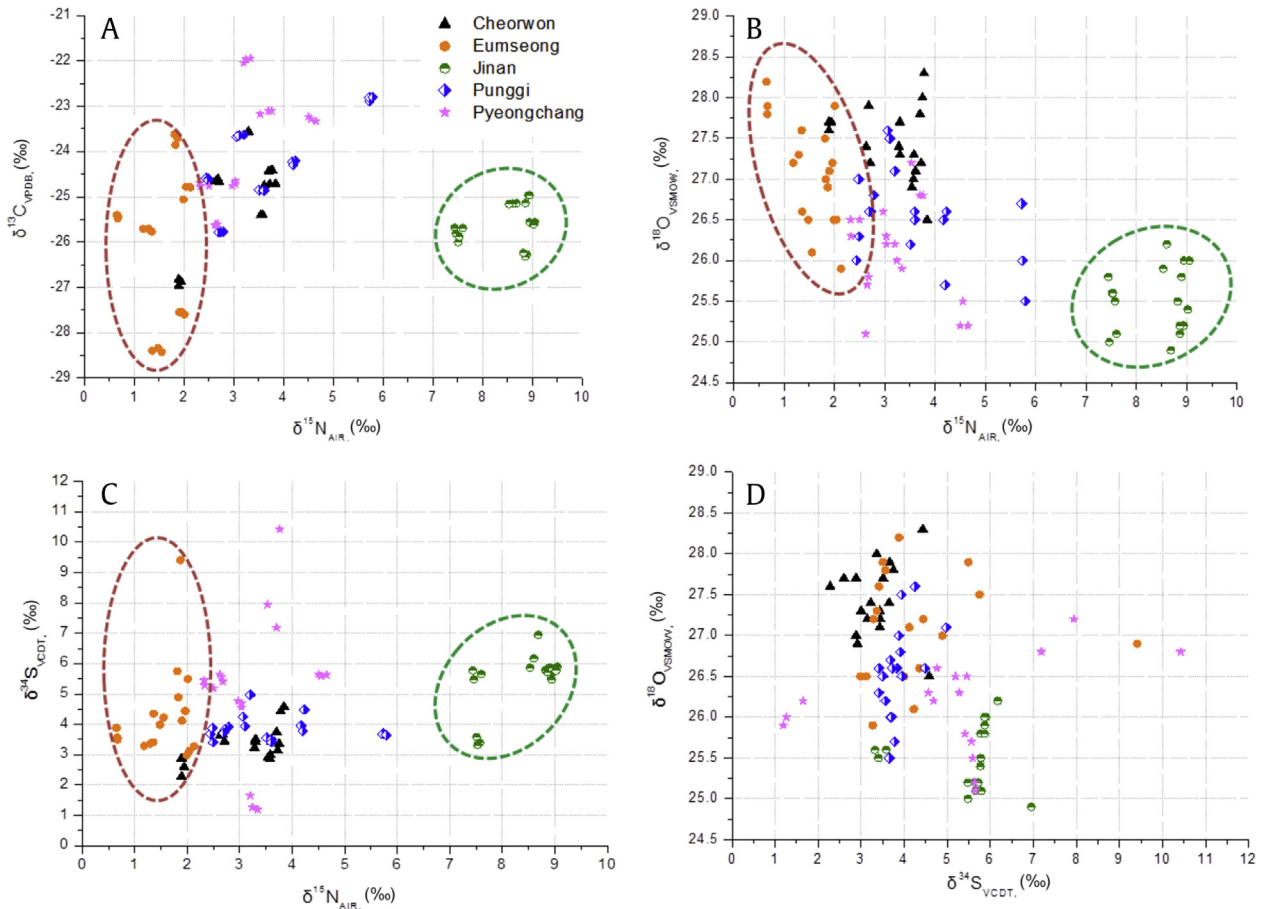 A
-21
-22
-23
-24
-25
-26
-27
-28
-29
δ¹³C_VPDB, (‰)
0 1 2 3 4 5 6 7 8 9 10
δ¹⁵N_AIR, (‰)
Cheorwon
Eumseong
Jinan
Punggi
Pyeongchang
B
29.0
28.5
28.0
27.5
27.0
26.5
26.0
25.5
25.0
24.5
δ¹⁸O_VSMOW, (‰)
0 1 2 3 4 5 6 7 8 9 10
δ¹⁵N_AIR, (‰)
C
12
11
10
9
8
7
6
5
4
3
2
1
0
δ³⁴S_VCDT, (‰)
0 1 2 3 4 5 6 7 8 9 10
δ¹⁵N_AIR, (‰)
D
29.0
28.5
28.0
27.5
27.0
26.5
26.0
25.5
25.0
24.5
δ¹⁸O_VSMOW, (‰)
0 1 2 3 4 5 6 7 8 9 10 11 12
δ³⁴S_VCDT, (‰)